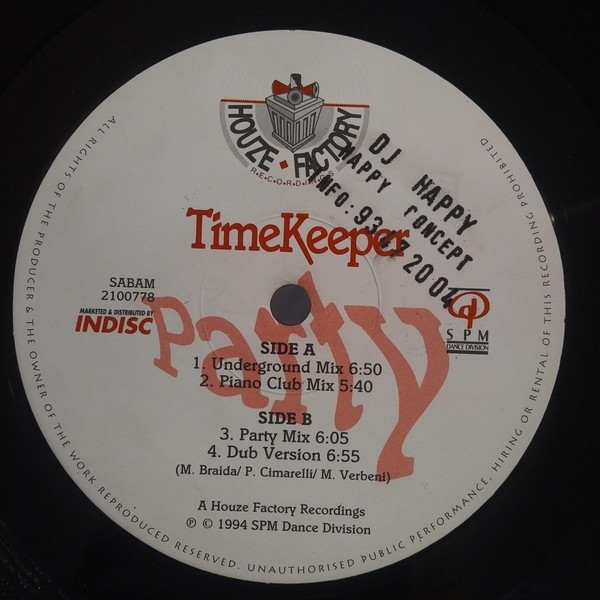 HOUZE FACTORY
R·E·C·O·R·D·I·N·G·S
DJ HAPPY
HAPPY CONCEPT
INFO:
TimeKeeper
Party
SABAM
2100778
MARKETED & DISTRIBUTED BY
INDISC
SPM
DANCE DIVISION
SIDE A
1. Underground Mix 6:50
2. Piano Club Mix 5:40
SIDE B
3. Party Mix 6:05
4. Dub Version 6:55
(M. Braida/ P. Cimarelli/ M. Verbeni)
A Houze Factory Recordings
℗ © 1994 SPM Dance Division
ALL RIGHTS OF THE PRODUCER & THE OWNER OF THE WORK REPRODUCED RESERVED. UNAUTHORISED PUBLIC PERFORMANCE. HIRING OR RENTAL OF THIS RECORDING PROHIBITED